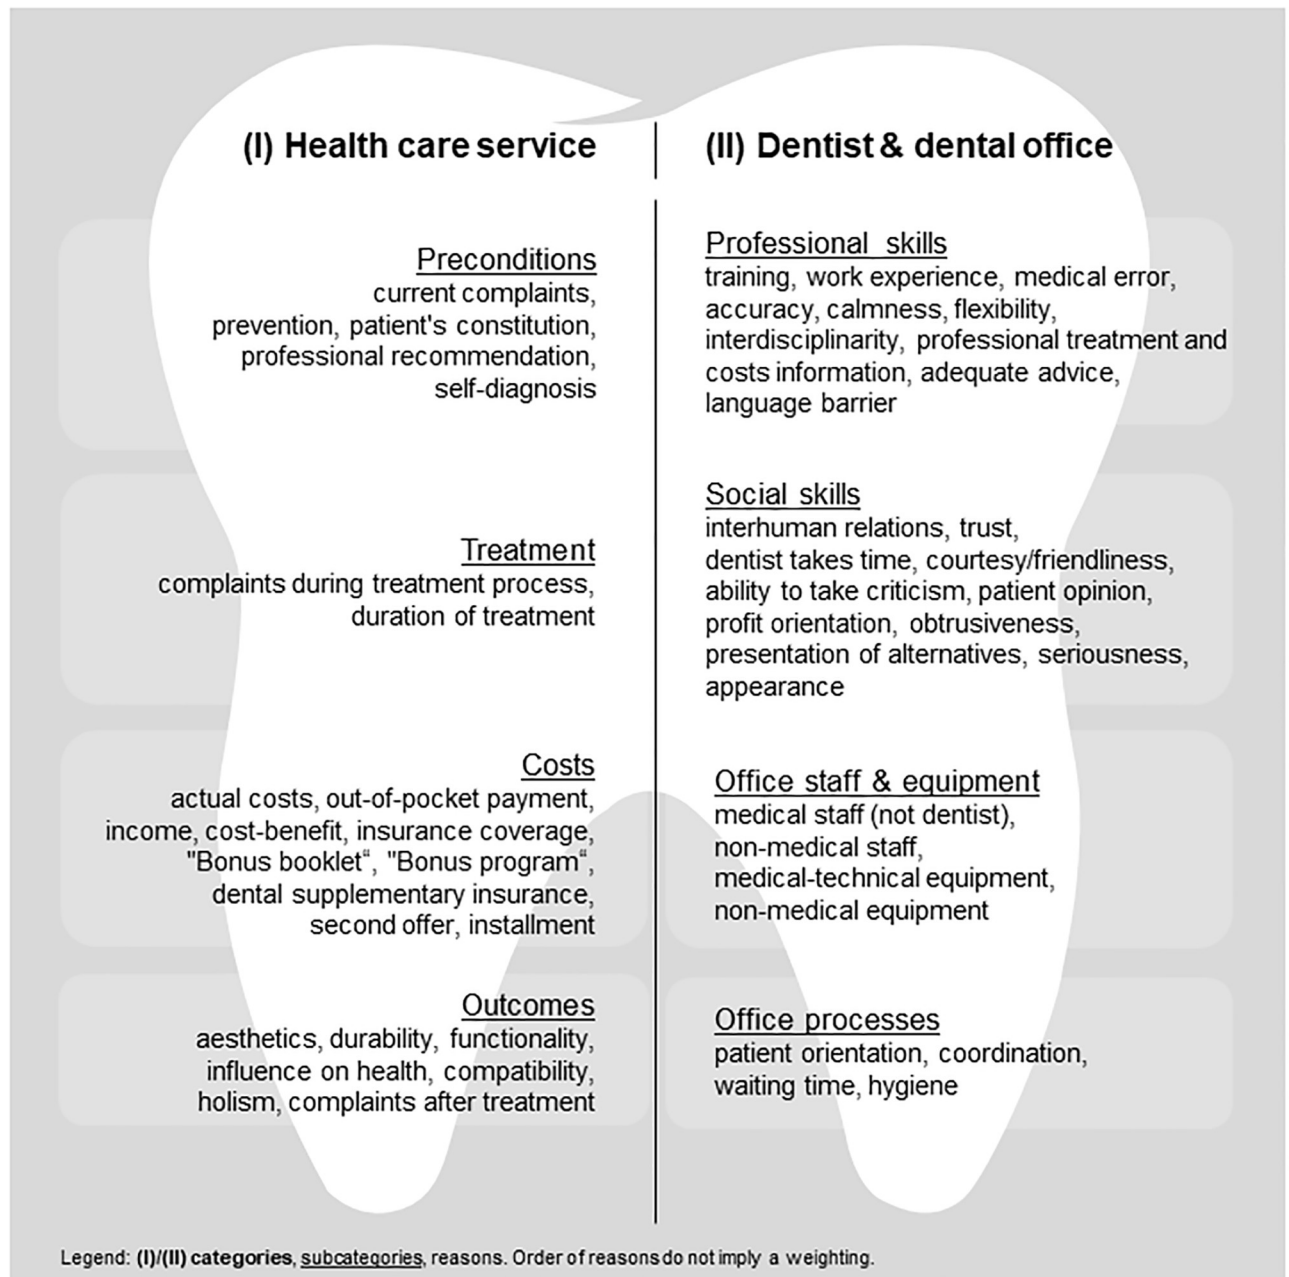 (I) Health care service
Preconditions
current complaints,
prevention, patient's constitution,
professional recommendation,
self-diagnosis
Treatment
complaints during treatment process,
duration of treatment
Costs
actual costs, out-of-pocket payment,
income, cost-benefit, insurance coverage,
"Bonus booklet“, "Bonus program“,
dental supplementary insurance,
second offer, installment
Outcomes
aesthetics, durability, functionality,
influence on health, compatibility,
holism, complaints after treatment
(II) Dentist & dental office
Professional skills
training, work experience, medical error,
accuracy, calmness, flexibility,
interdisciplinarity, professional treatment and
costs information, adequate advice,
language barrier
Social skills
interhuman relations, trust,
dentist takes time, courtesy/friendliness,
ability to take criticism, patient opinion,
profit orientation, obtrusiveness,
presentation of alternatives, seriousness,
appearance
Office staff & equipment
medical staff (not dentist),
non-medical staff,
medical-technical equipment,
non-medical equipment
Office processes
patient orientation, coordination,
waiting time, hygiene
Legend: (I)/(II) categories, subcategories, reasons. Order of reasons do not imply a weighting.